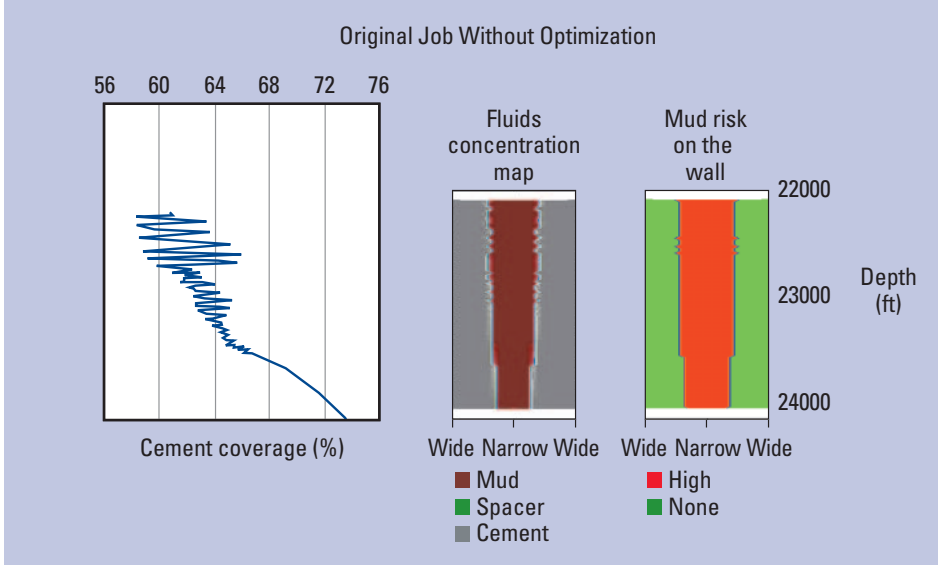 Original Job Without Optimization
56 60 64 68 72 76
Cement coverage (%)
Fluids
concentration
map
Wide Narrow Wide
Mud
Spacer
Cement
Mud risk
on the
wall
Wide Narrow Wide
High
None
22000
23000
24000
Depth
(ft)